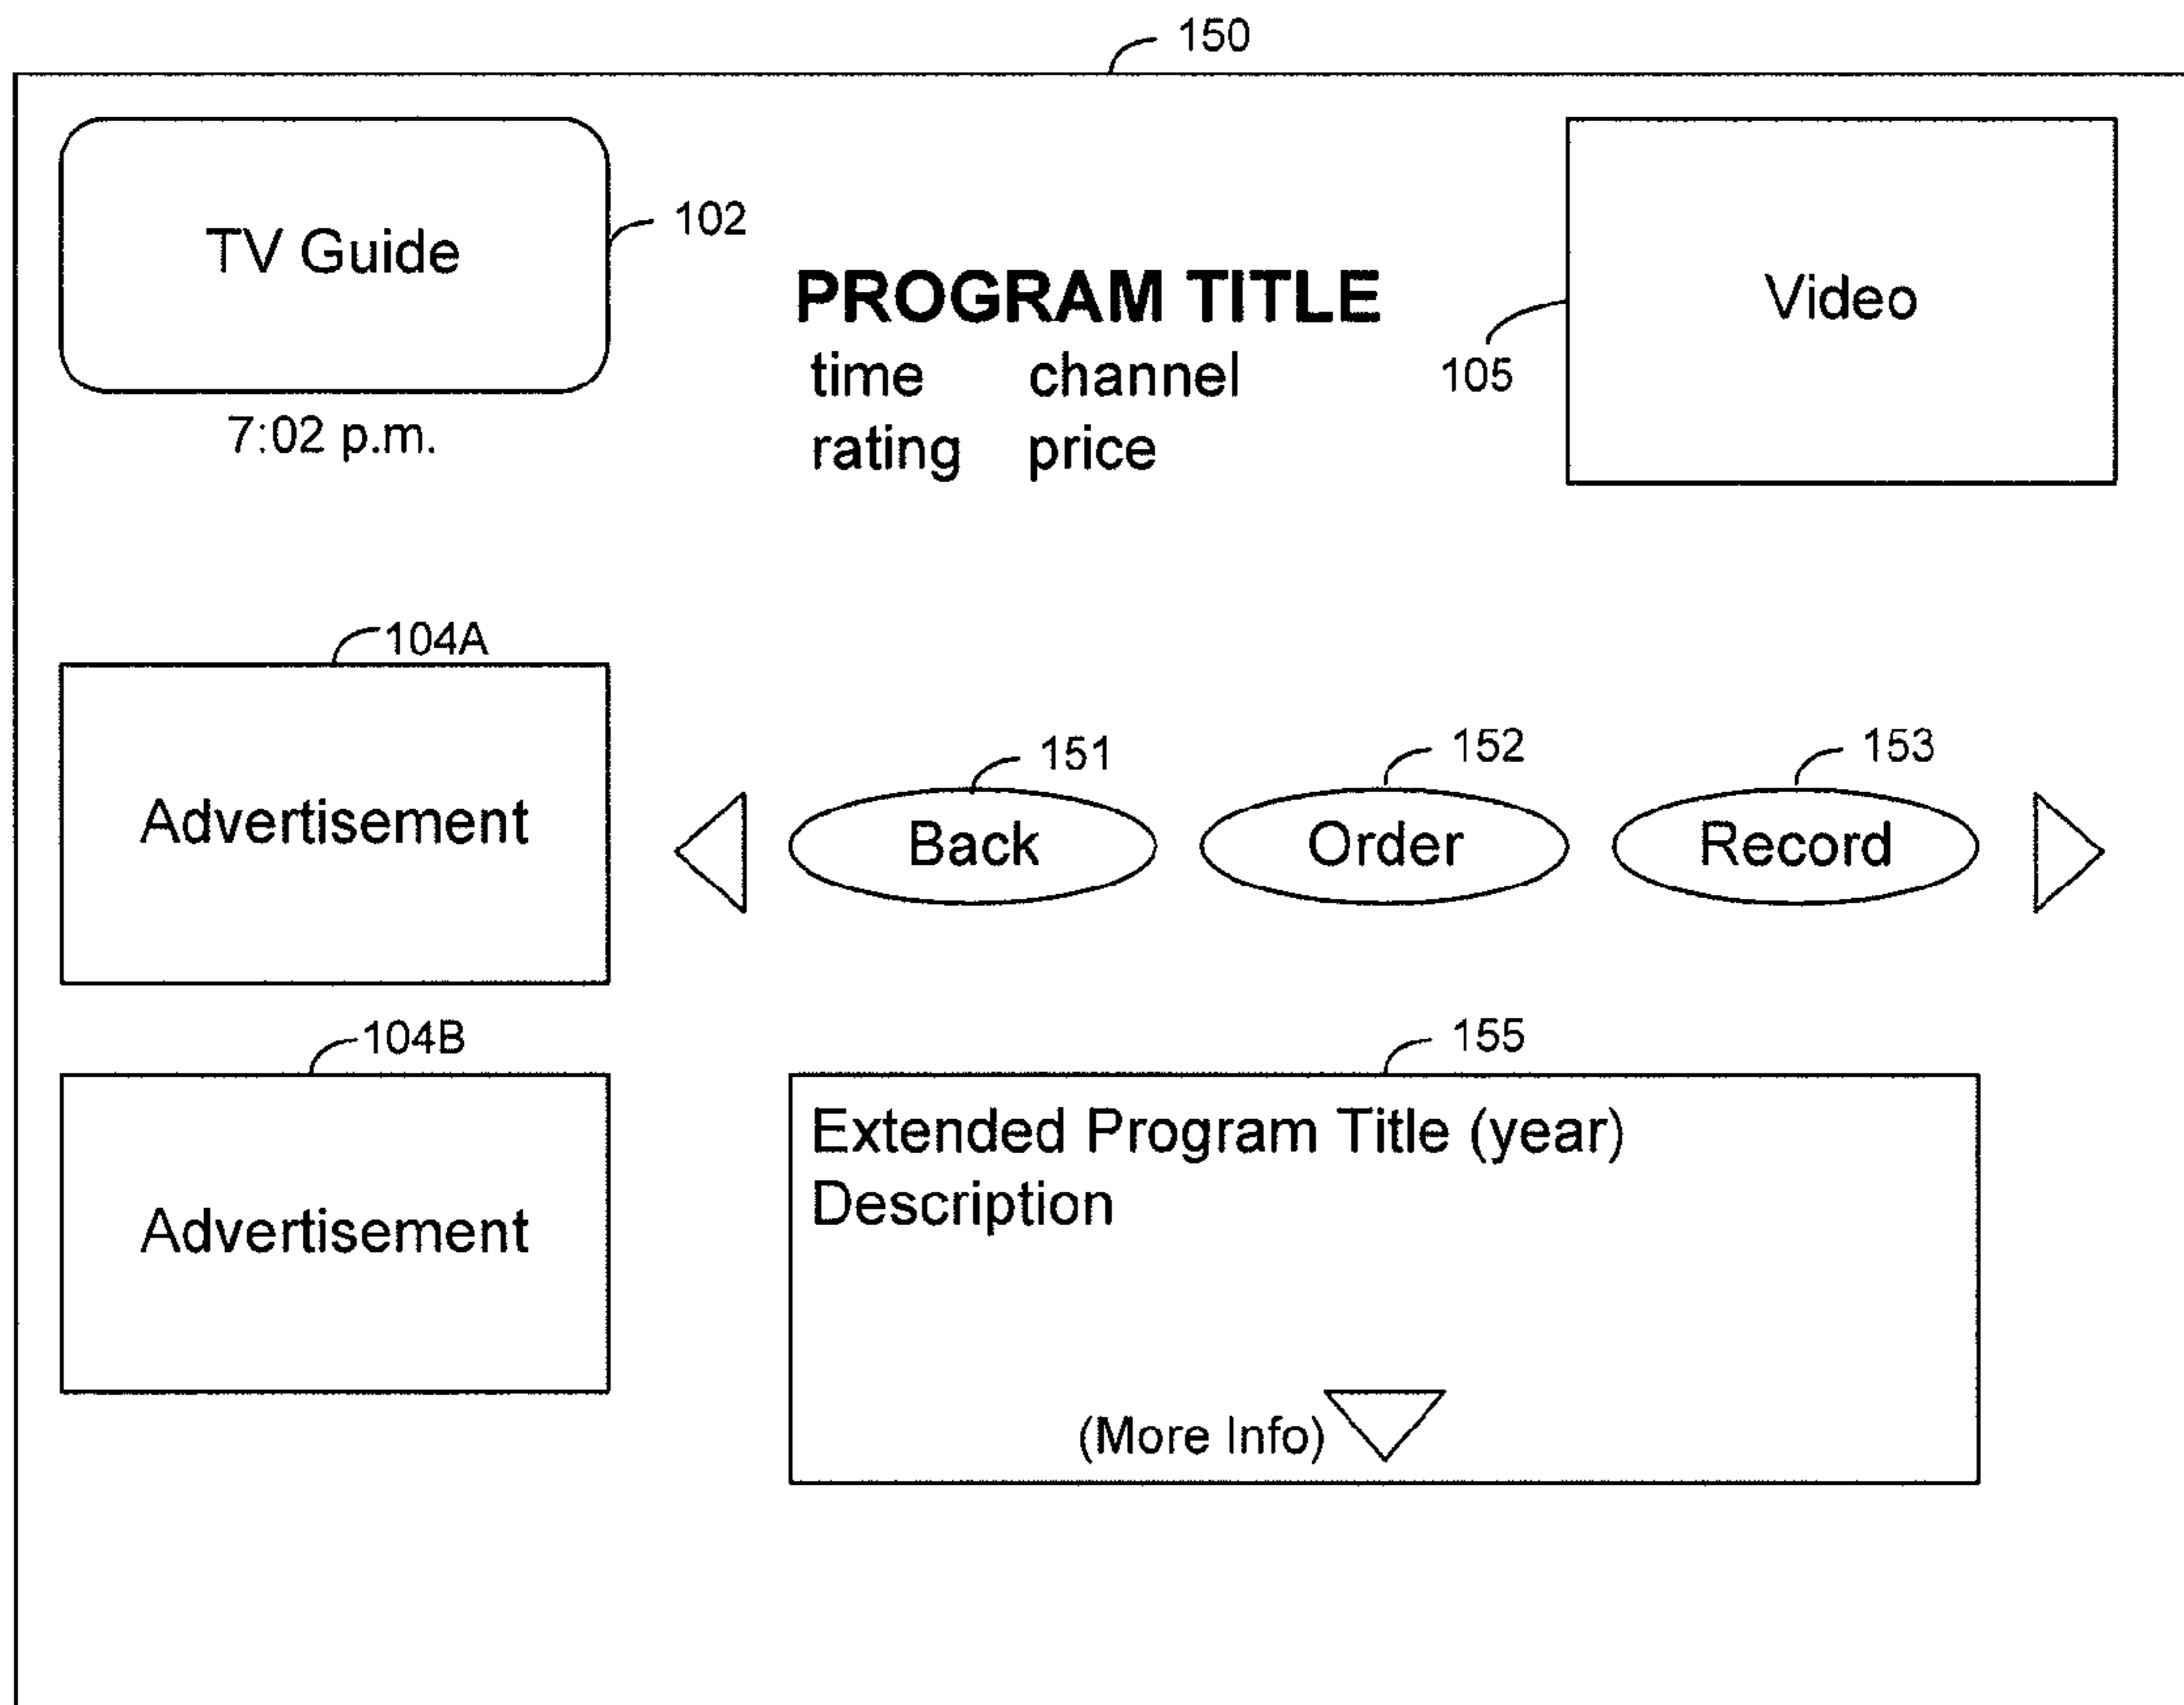 150
TV Guide
102
7:02 p.m.
PROGRAM TITLE
time channel
rating price
Video
105
104A
Advertisement
151
Back
152
Order
153
Record
104B
Advertisement
155
Extended Program Title (year)
Description
(More Info)